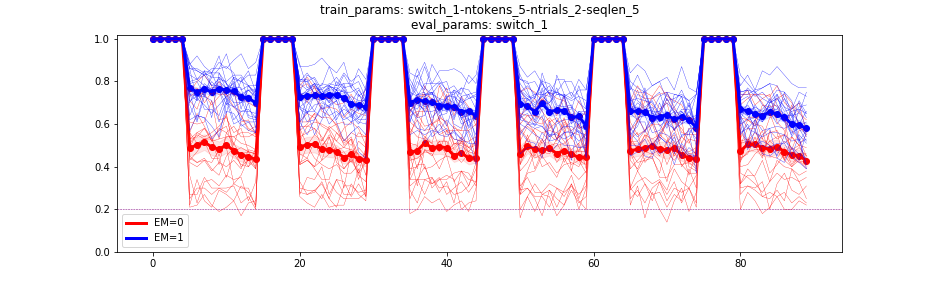 train_params: switch_1-ntokens_5-ntrials_2-seqlen_5
eval_params: switch_1
1.0
0.8
0.6
0.4
0.2
0.0
EM=0
EM=1
0
20
40
60
80